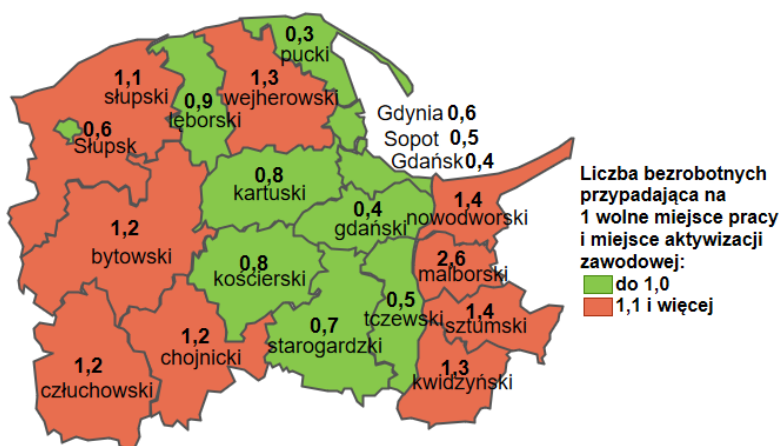 0,3
pucki
1,1
słupski
0,9
lęborski
1,3
wejherowski
Gdynia 0,6
Sopot 0,5
Gdańsk 0,4
0,6
Słupsk
0,8
kartuski
1,4
nowodworski
0,4
gdański
1,2
bytowski
2,6
malborski
0,8
kościerski
0,5
tczewski
1,4
sztumski
0,7
starogardzki
1,2
chojnicki
1,2
człuchowski
1,3
kwidzyński
Liczba bezrobotnych
przypadająca na
1 wolne miejsce pracy
i miejsce aktywizacji
zawodowej:
do 1,0
1,1 i więcej